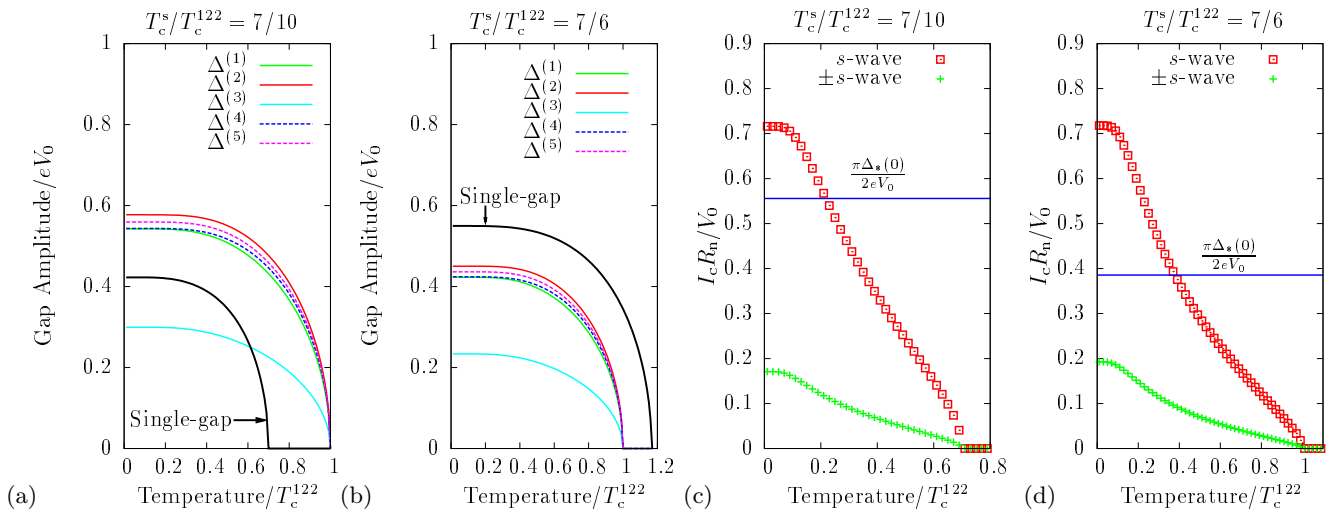 T_c^s/T_c^122 = 7/10
1
0.8
0.6
0.4
0.2
0
Gap Amplitude/eV_0
Δ^(1)
Δ^(2)
Δ^(3)
Δ^(4)
Δ^(5)
Single-gap
0 0.2 0.4 0.6 0.8 1
Temperature/T_c^122
(a)
T_c^s/T_c^122 = 7/6
1
0.8
0.6
0.4
0.2
0
Gap Amplitude/eV_0
Δ^(1)
Δ^(2)
Δ^(3)
Δ^(4)
Δ^(5)
Single-gap
0 0.2 0.4 0.6 0.8 1.0 1.2
Temperature/T_c^122
(b)
T_c^s/T_c^122 = 7/10
0.9
0.8
0.7
0.6
0.5
0.4
0.3
0.2
0.1
0
I_cR_n/V_0
s-wave
±s-wave
πΔ_*(0)
2eV_0
0 0.2 0.4 0.6 0.8
Temperature/T_c^122
(c)
T_c^s/T_c^122 = 7/6
0.9
0.8
0.7
0.6
0.5
0.4
0.3
0.2
0.1
0
I_cR_n/V_0
s-wave
±s-wave
πΔ_*(0)
2eV_0
0 0.2 0.4 0.6 0.8 1
Temperature/T_c^122
(d)